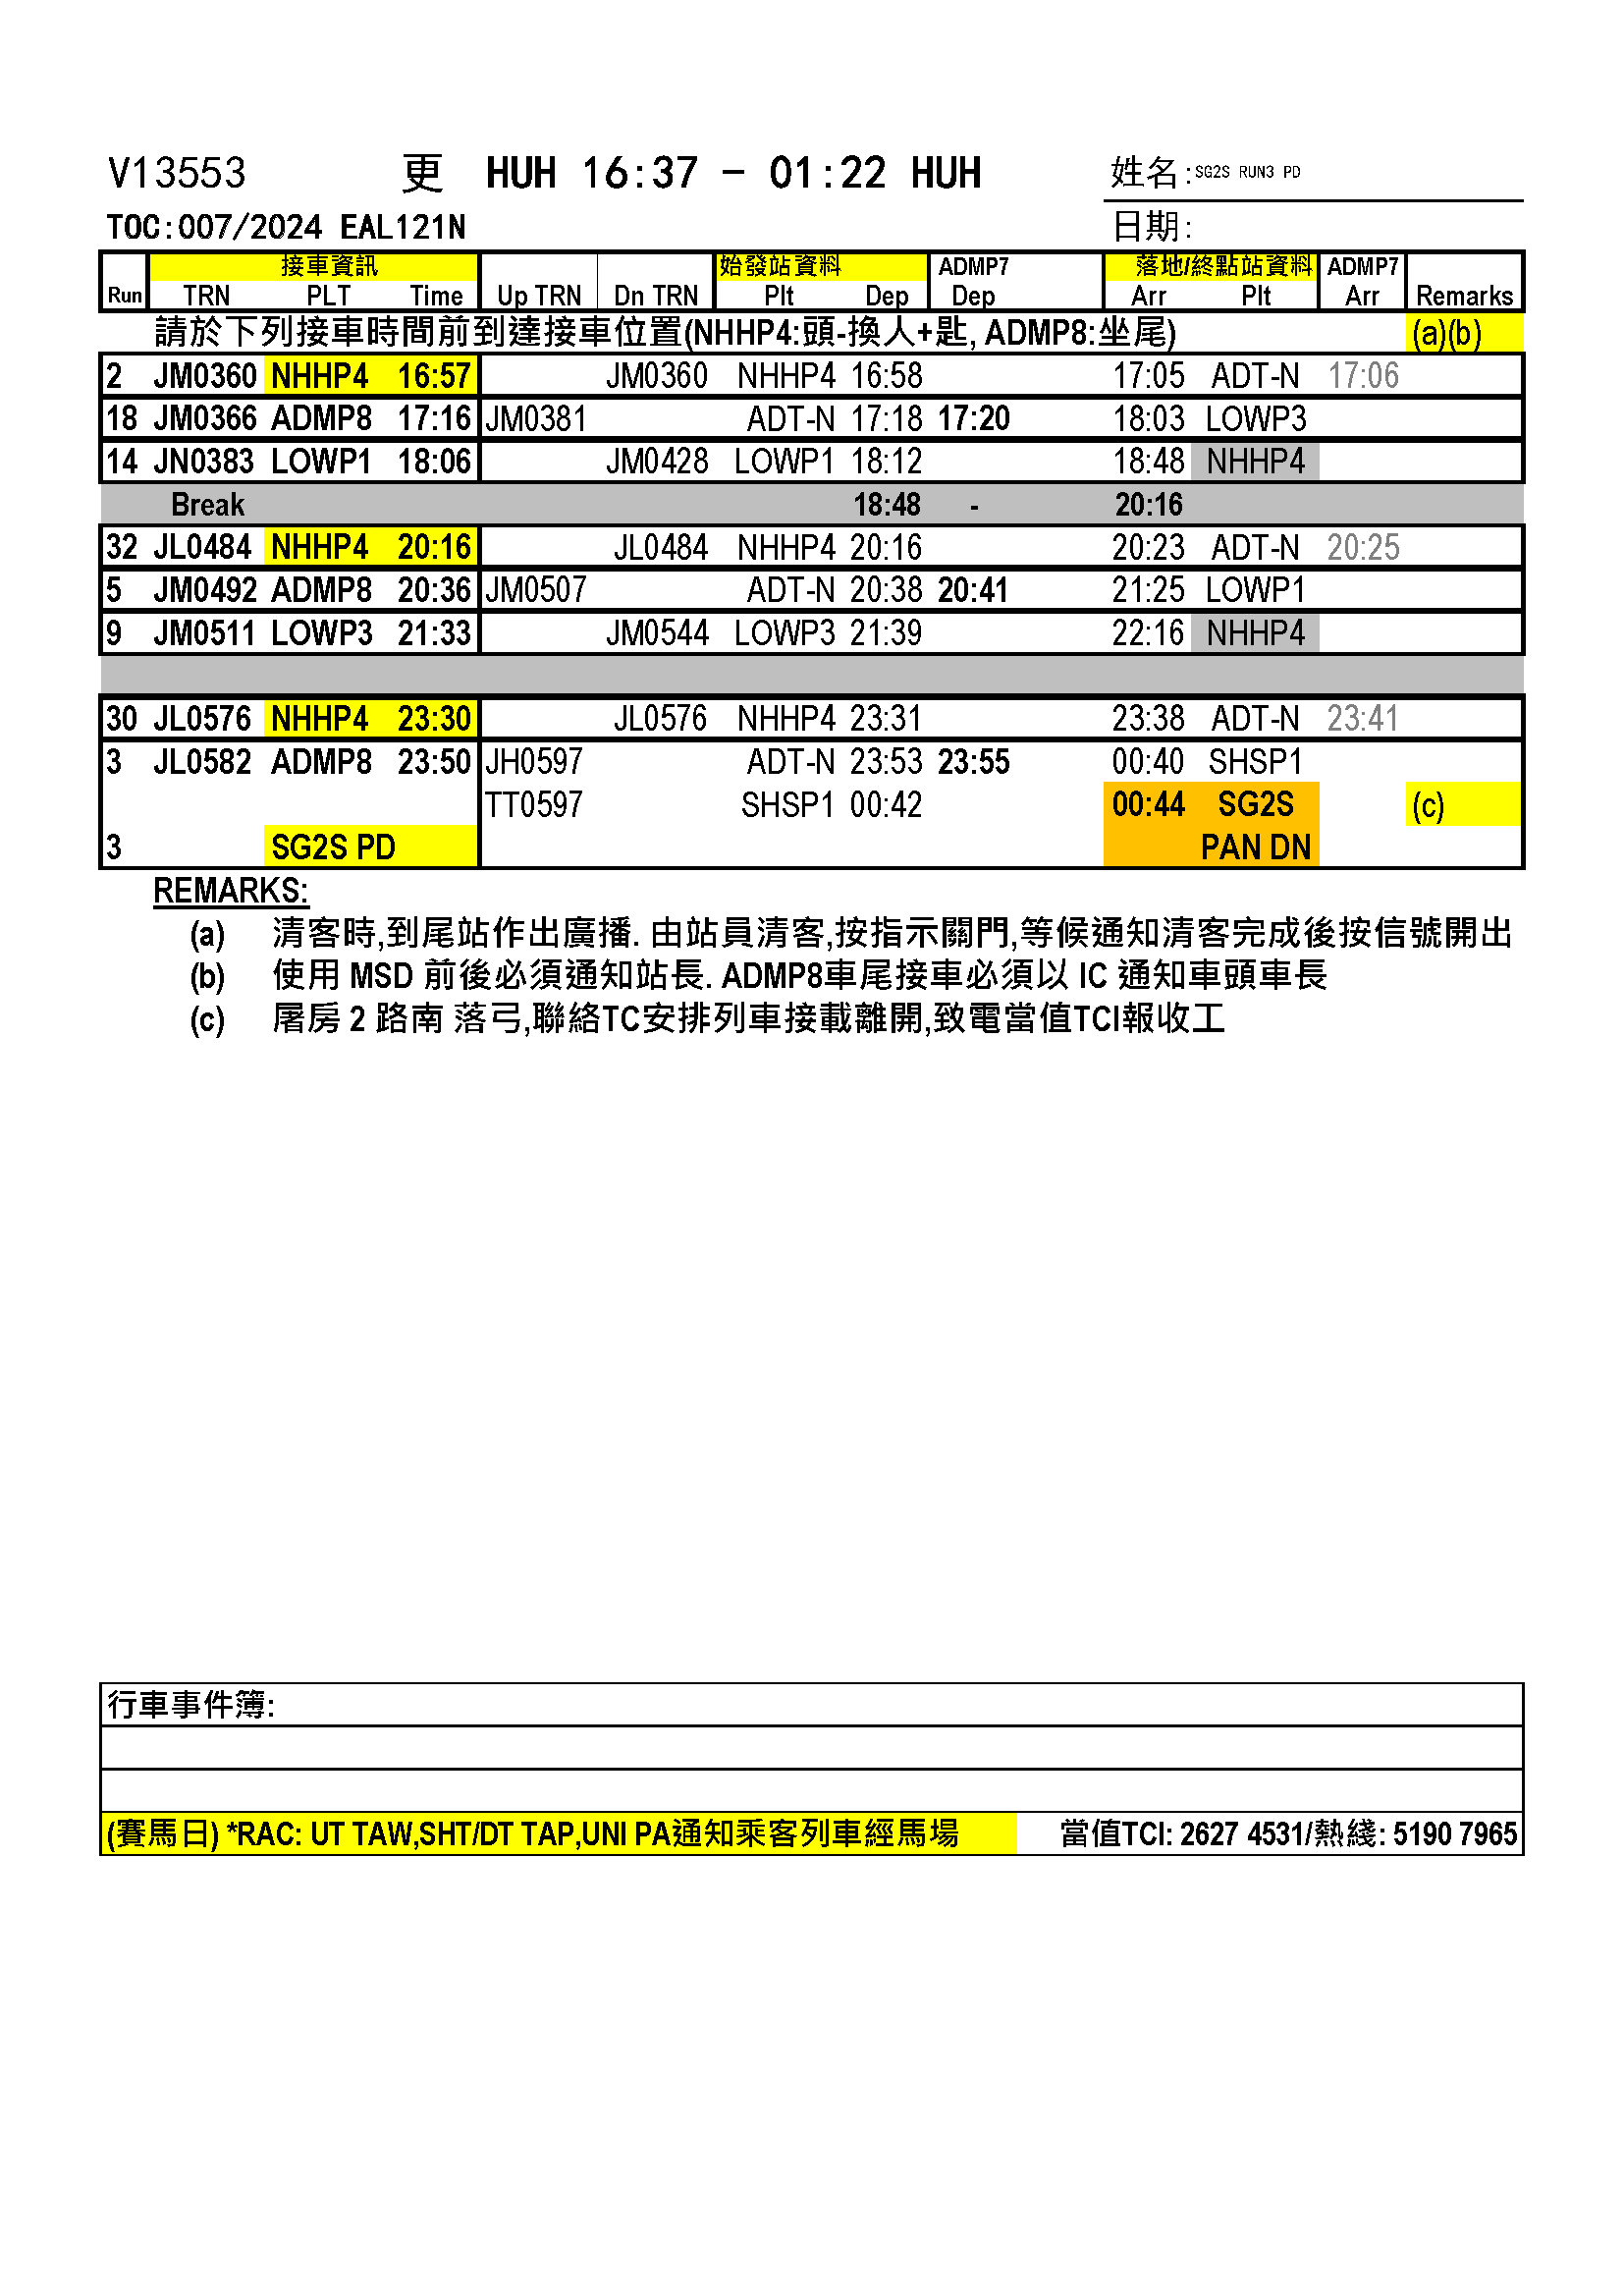 V13553 更 HUH 16:37 - 01:22 HUH 姓名:SG2S RUN3 PD
TOC:007/2024 EAL121N 日期:
接車資訊 始發站資料 ADMP7 落地/終點站資料 ADMP7
Run TRN PLT Time Up TRN Dn TRN Plt Dep Dep Arr Plt Arr Remarks
請於下列接車時間前到達接車位置(NHHP4:頭-換人+匙, ADMP8:坐尾) (a)(b)
2 JM0360 NHHP4 16:57 JM0360 NHHP4 16:58 17:05 ADT-N 17:06
18 JM0366 ADMP8 17:16 JM0381 ADT-N 17:18 17:20 18:03 LOWP3
14 JN0383 LOWP1 18:06 JM0428 LOWP1 18:12 18:48 NHHP4
Break 18:48 - 20:16
32 JL0484 NHHP4 20:16 JL0484 NHHP4 20:16 20:23 ADT-N 20:25
5 JM0492 ADMP8 20:36 JM0507 ADT-N 20:38 20:41 21:25 LOWP1
9 JM0511 LOWP3 21:33 JM0544 LOWP3 21:39 22:16 NHHP4
30 JL0576 NHHP4 23:30 JL0576 NHHP4 23:31 23:38 ADT-N 23:41
3 JL0582 ADMP8 23:50 JH0597 ADT-N 23:53 23:55 00:40 SHSP1
TT0597 SHSP1 00:42 00:44 SG2S (c)
3 SG2S PD PAN DN
REMARKS:
(a) 清客時,到尾站作出廣播. 由站員清客,按指示關門,等候通知清客完成後按信號開出
(b) 使用 MSD 前後必須通知站長. ADMP8車尾接車必須以 IC 通知車頭車長
(c) 屠房 2 路南 落弓,聯絡TC安排列車接載離開,致電當值TCI報收工
行車事件簿:
(賽馬日) *RAC: UT TAW,SHT/DT TAP,UNI PA通知乘客列車經馬場 當值TCI: 2627 4531/熱綫: 5190 7965